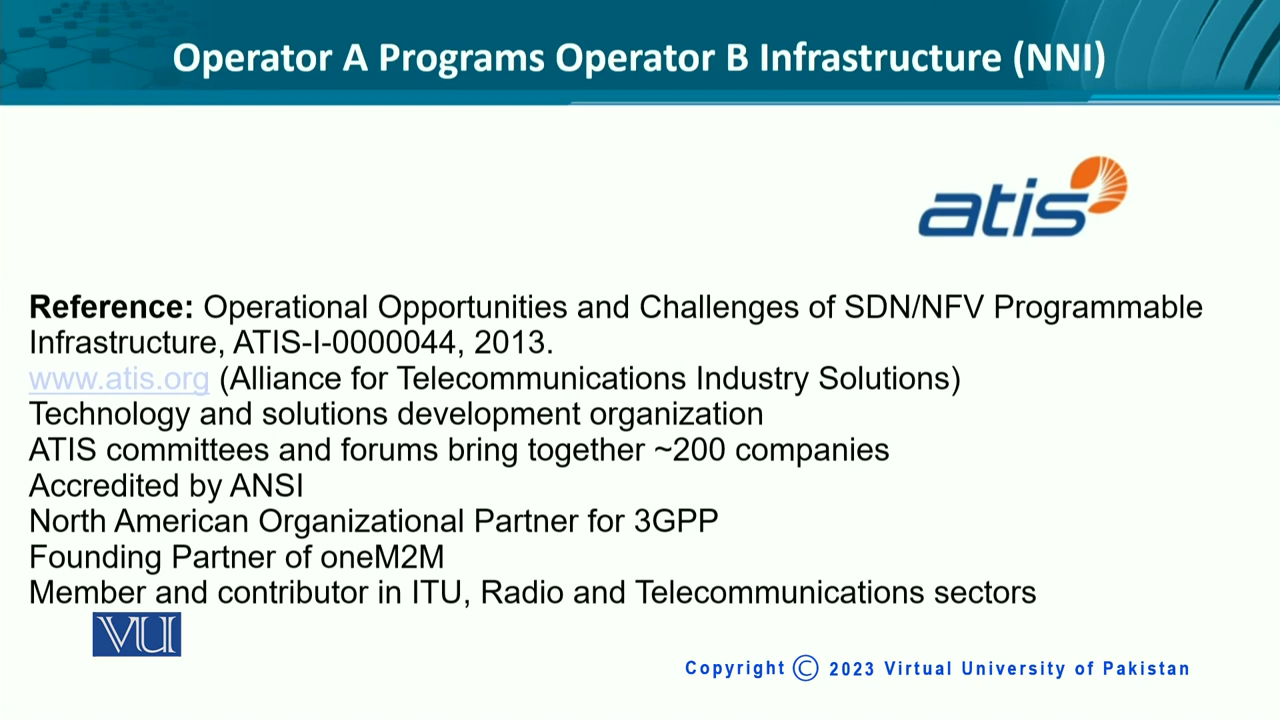 Operator A Programs Operator B Infrastructure (NNI)
atis
Reference: Operational Opportunities and Challenges of SDN/NFV Programmable
Infrastructure, ATIS-I-0000044, 2013.
www.atis.org (Alliance for Telecommunications Industry Solutions)
Technology and solutions development organization
ATIS committees and forums bring together ~200 companies
Accredited by ANSI
North American Organizational Partner for 3GPP
Founding Partner of oneM2M
Member and contributor in ITU, Radio and Telecommunications sectors
VU
Copyright © 2023 Virtual University of Pakistan